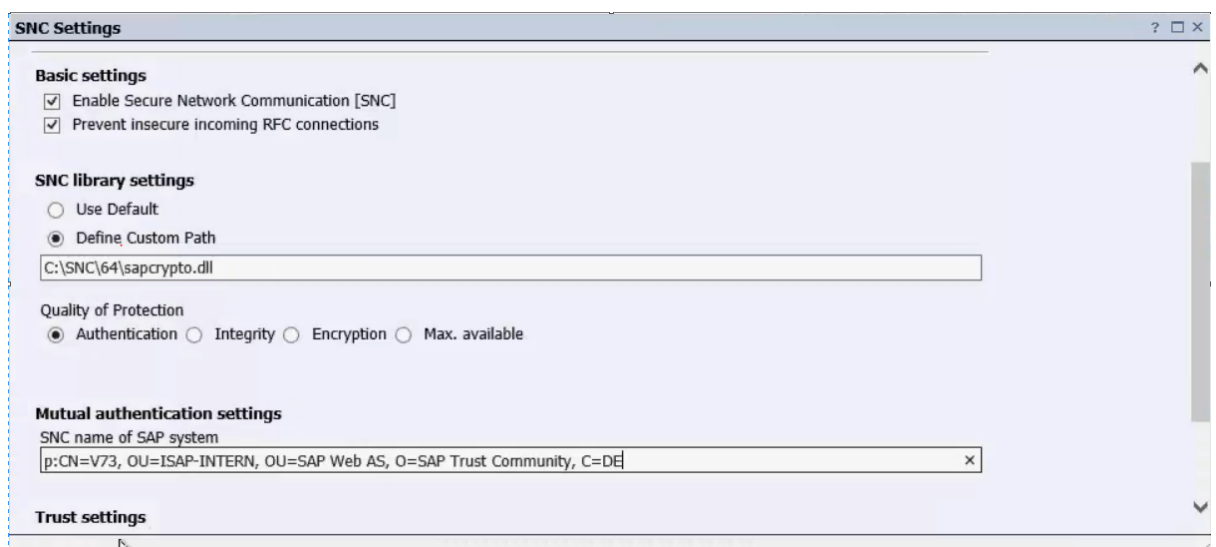 SNC Settings
Basic settings
Enable Secure Network Communication [SNC]
Prevent insecure incoming RFC connections
SNC library settings
Use Default
Define Custom Path
C:\SNC\64\sapcrypto.dll
Quality of Protection
Authentication Integrity Encryption Max. available
Mutual authentication settings
SNC name of SAP system
p:CN=V73, OU=ISAP-INTERN, OU=SAP Web AS, O=SAP Trust Community, C=DE
Trust settings